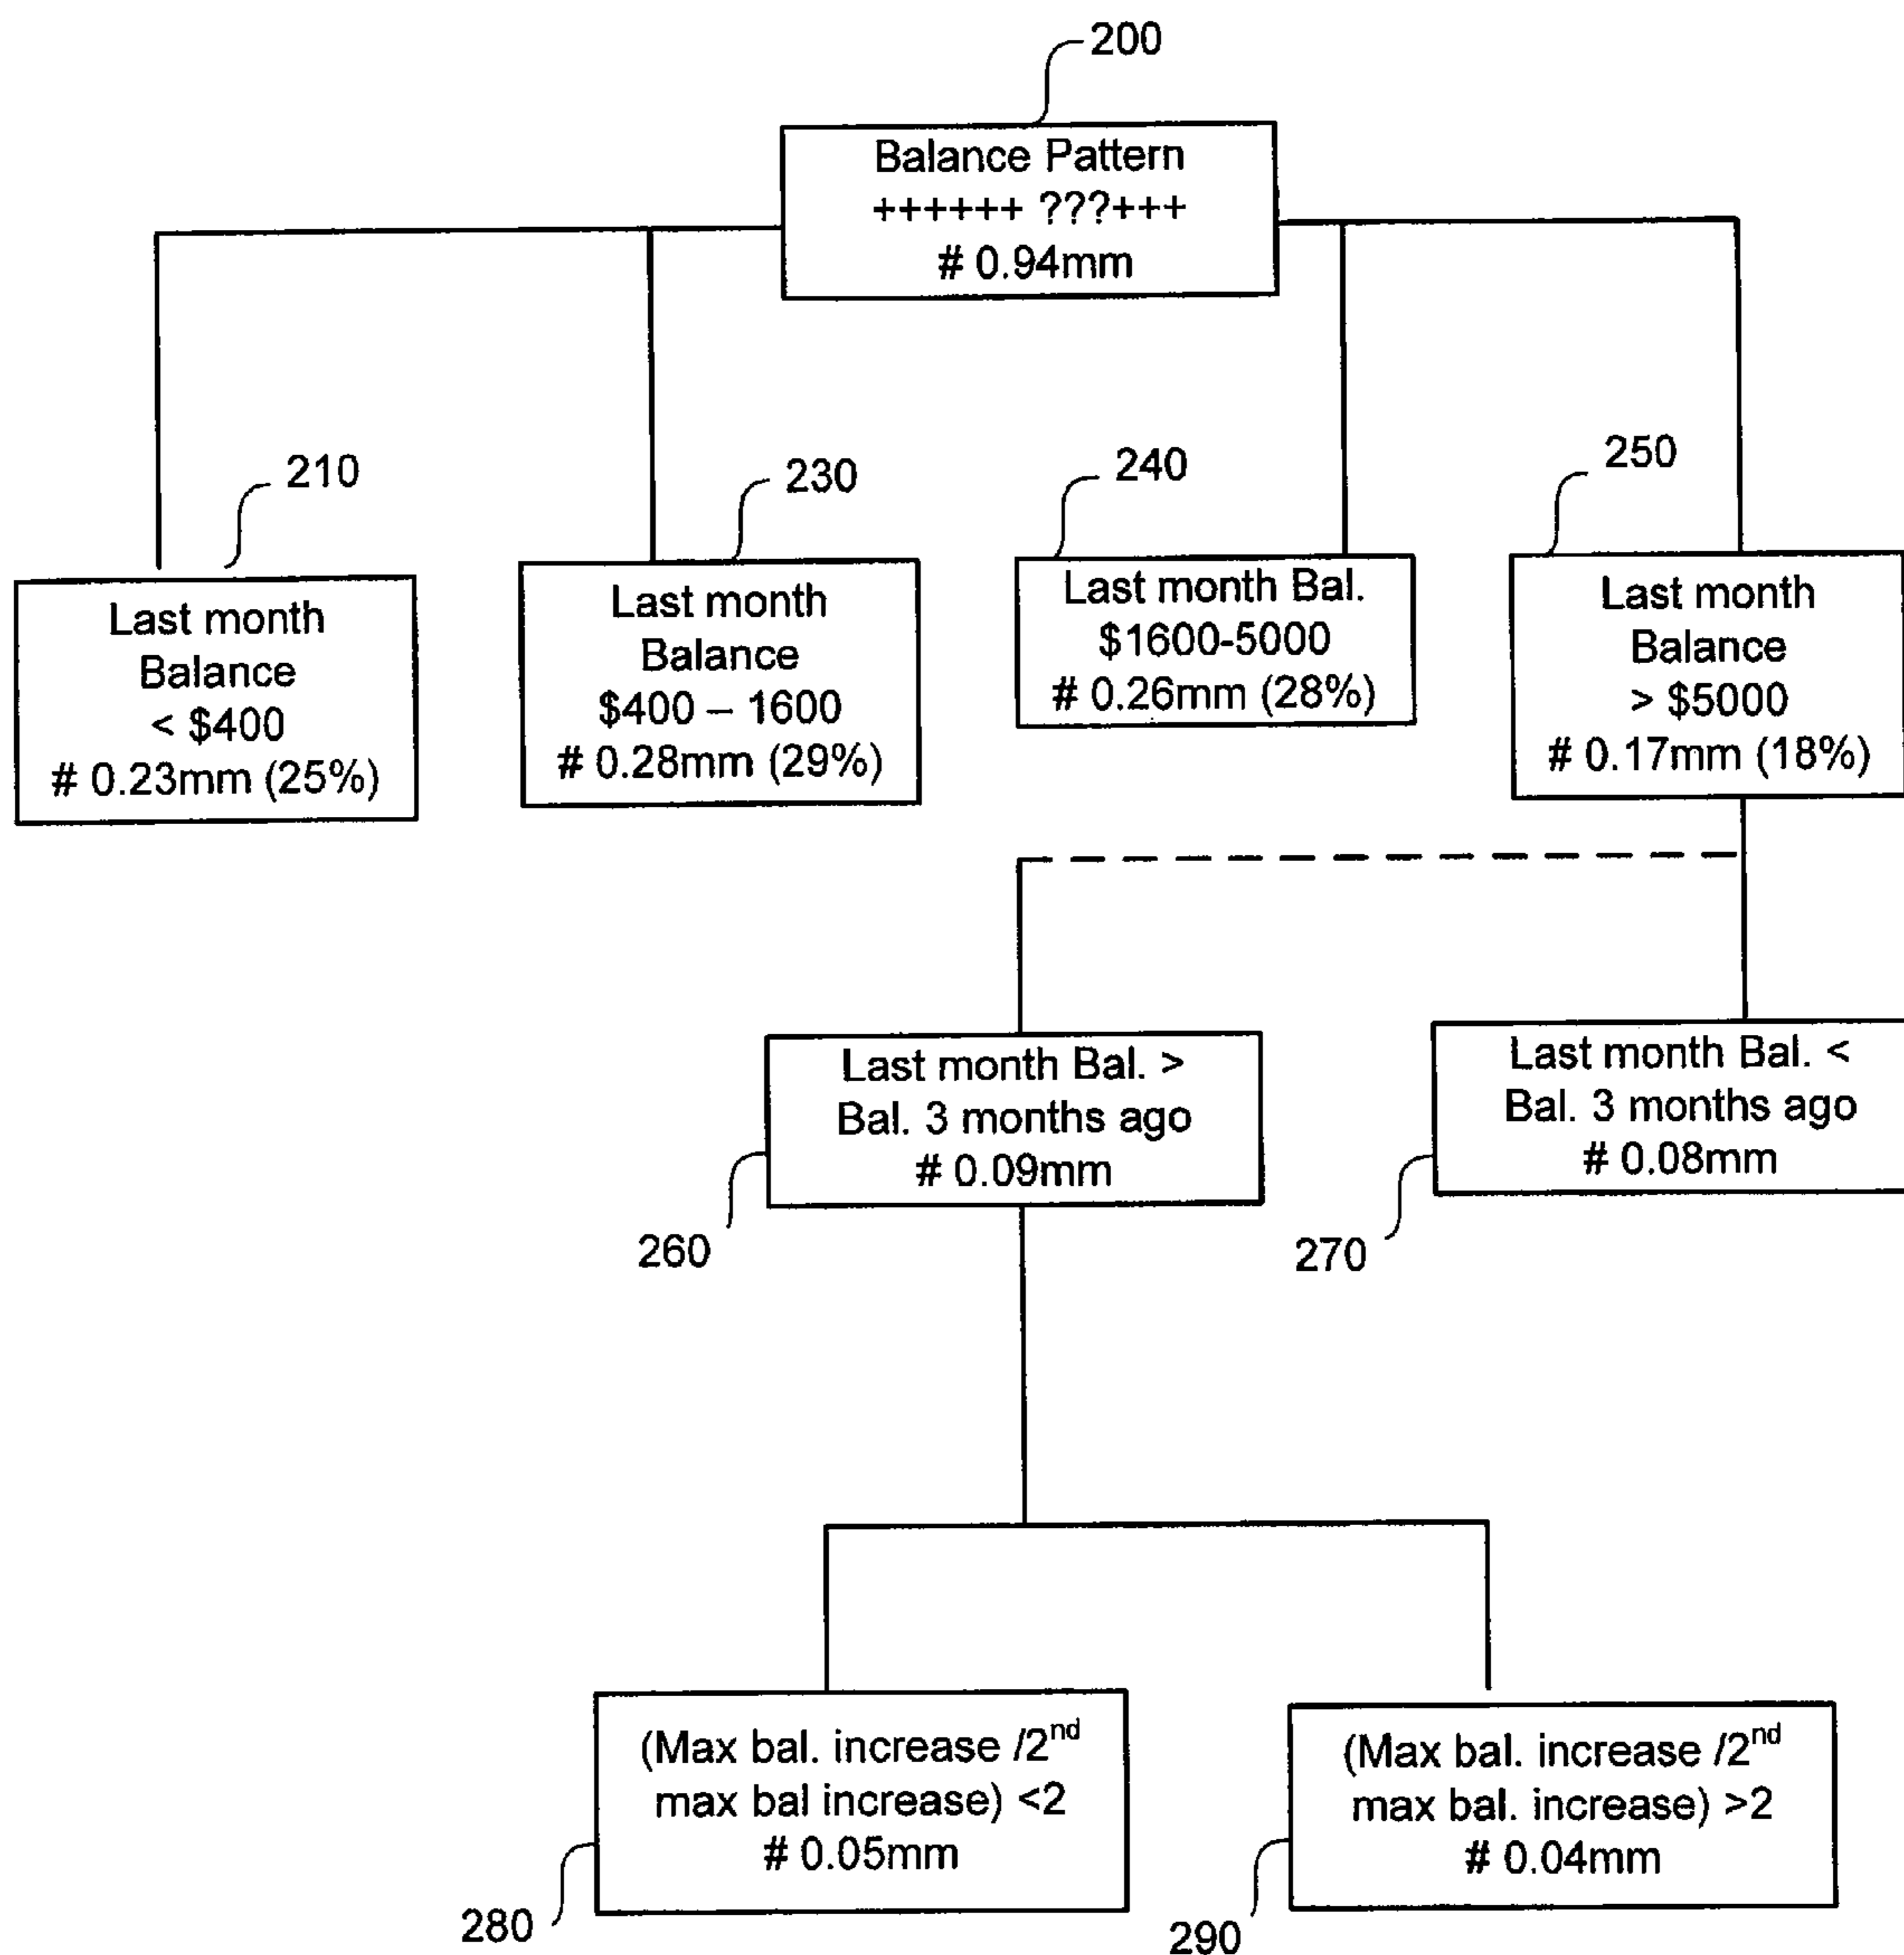 200
Balance Pattern
++++++ ???+++
# 0.94mm
210
Last month
Balance
< $400
# 0.23mm (25%)
230
Last month
Balance
$400 – 1600
# 0.28mm (29%)
240
Last month Bal.
$1600-5000
# 0.26mm (28%)
250
Last month
Balance
> $5000
# 0.17mm (18%)
Last month Bal. >
Bal. 3 months ago
# 0.09mm
260
Last month Bal. <
Bal. 3 months ago
# 0.08mm
270
(Max bal. increase /2nd
max bal increase) <2
# 0.05mm
280
(Max bal. increase /2nd
max bal. increase) >2
# 0.04mm
290